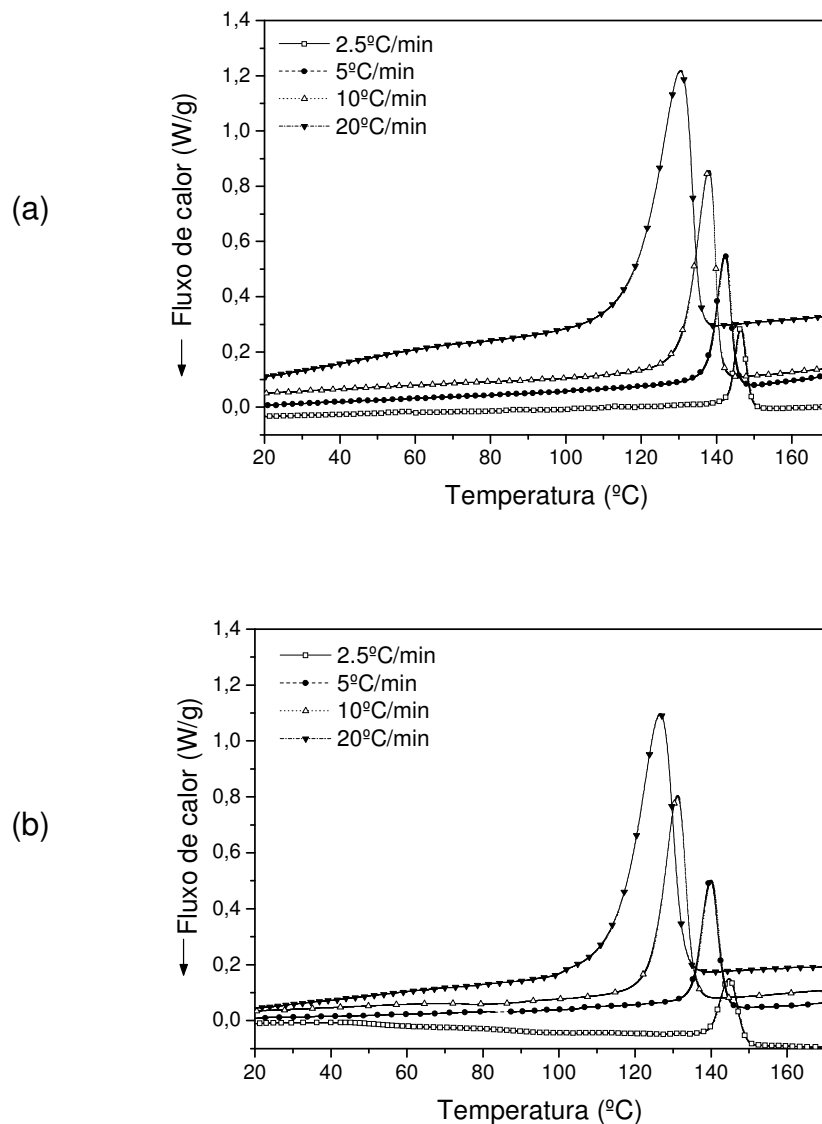 (a)
Fluxo de calor (W/g)
1,4
1,2
1,0
0,8
0,6
0,4
0,2
0,0
2.5ºC/min
5ºC/min
10ºC/min
20ºC/min
20 40 60 80 100 120 140 160
Temperatura (ºC)
(b)
Fluxo de calor (W/g)
1,4
1,2
1,0
0,8
0,6
0,4
0,2
0,0
2.5ºC/min
5ºC/min
10ºC/min
20ºC/min
20 40 60 80 100 120 140 160
Temperatura (ºC)